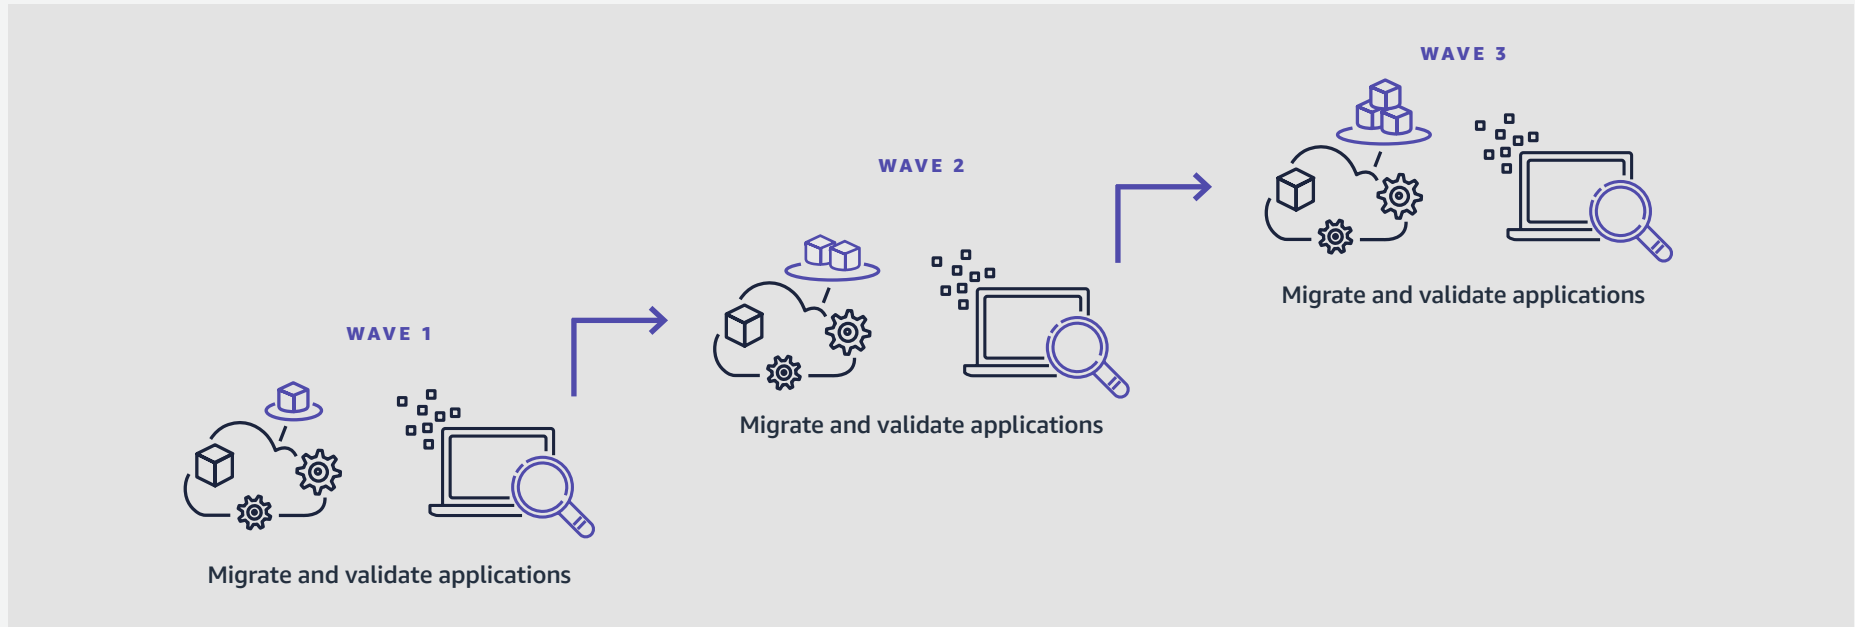 WAVE 1
Migrate and validate applications
WAVE 2
Migrate and validate applications
WAVE 3
Migrate and validate applications